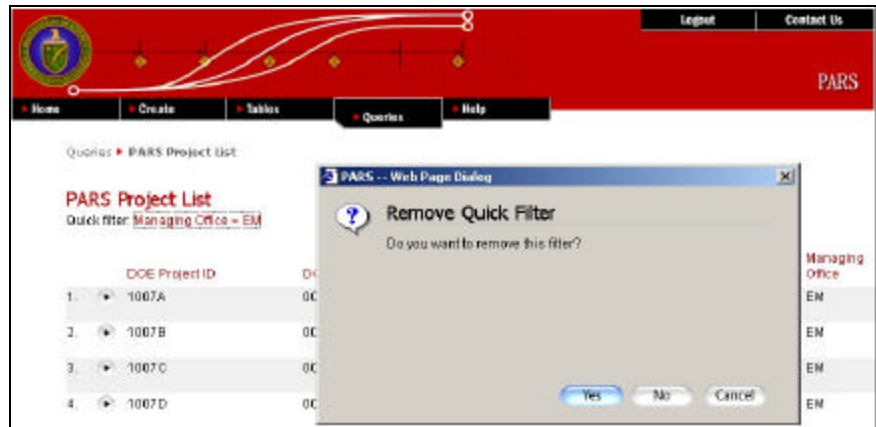 Logout Contact Us
PARS
Home Create Tables Queries Help
Queries PARS Project List
PARS -- Web Page Dialog
PARS Project List
Remove Quick Filter
Quick filter: Managing Office = EM
Do you want to remove this filter?
DOE Project ID Managing Office
1. 1007A EM
2. 1007B EM
3. 1007C EM
4. 1007D EM
Yes No Cancel